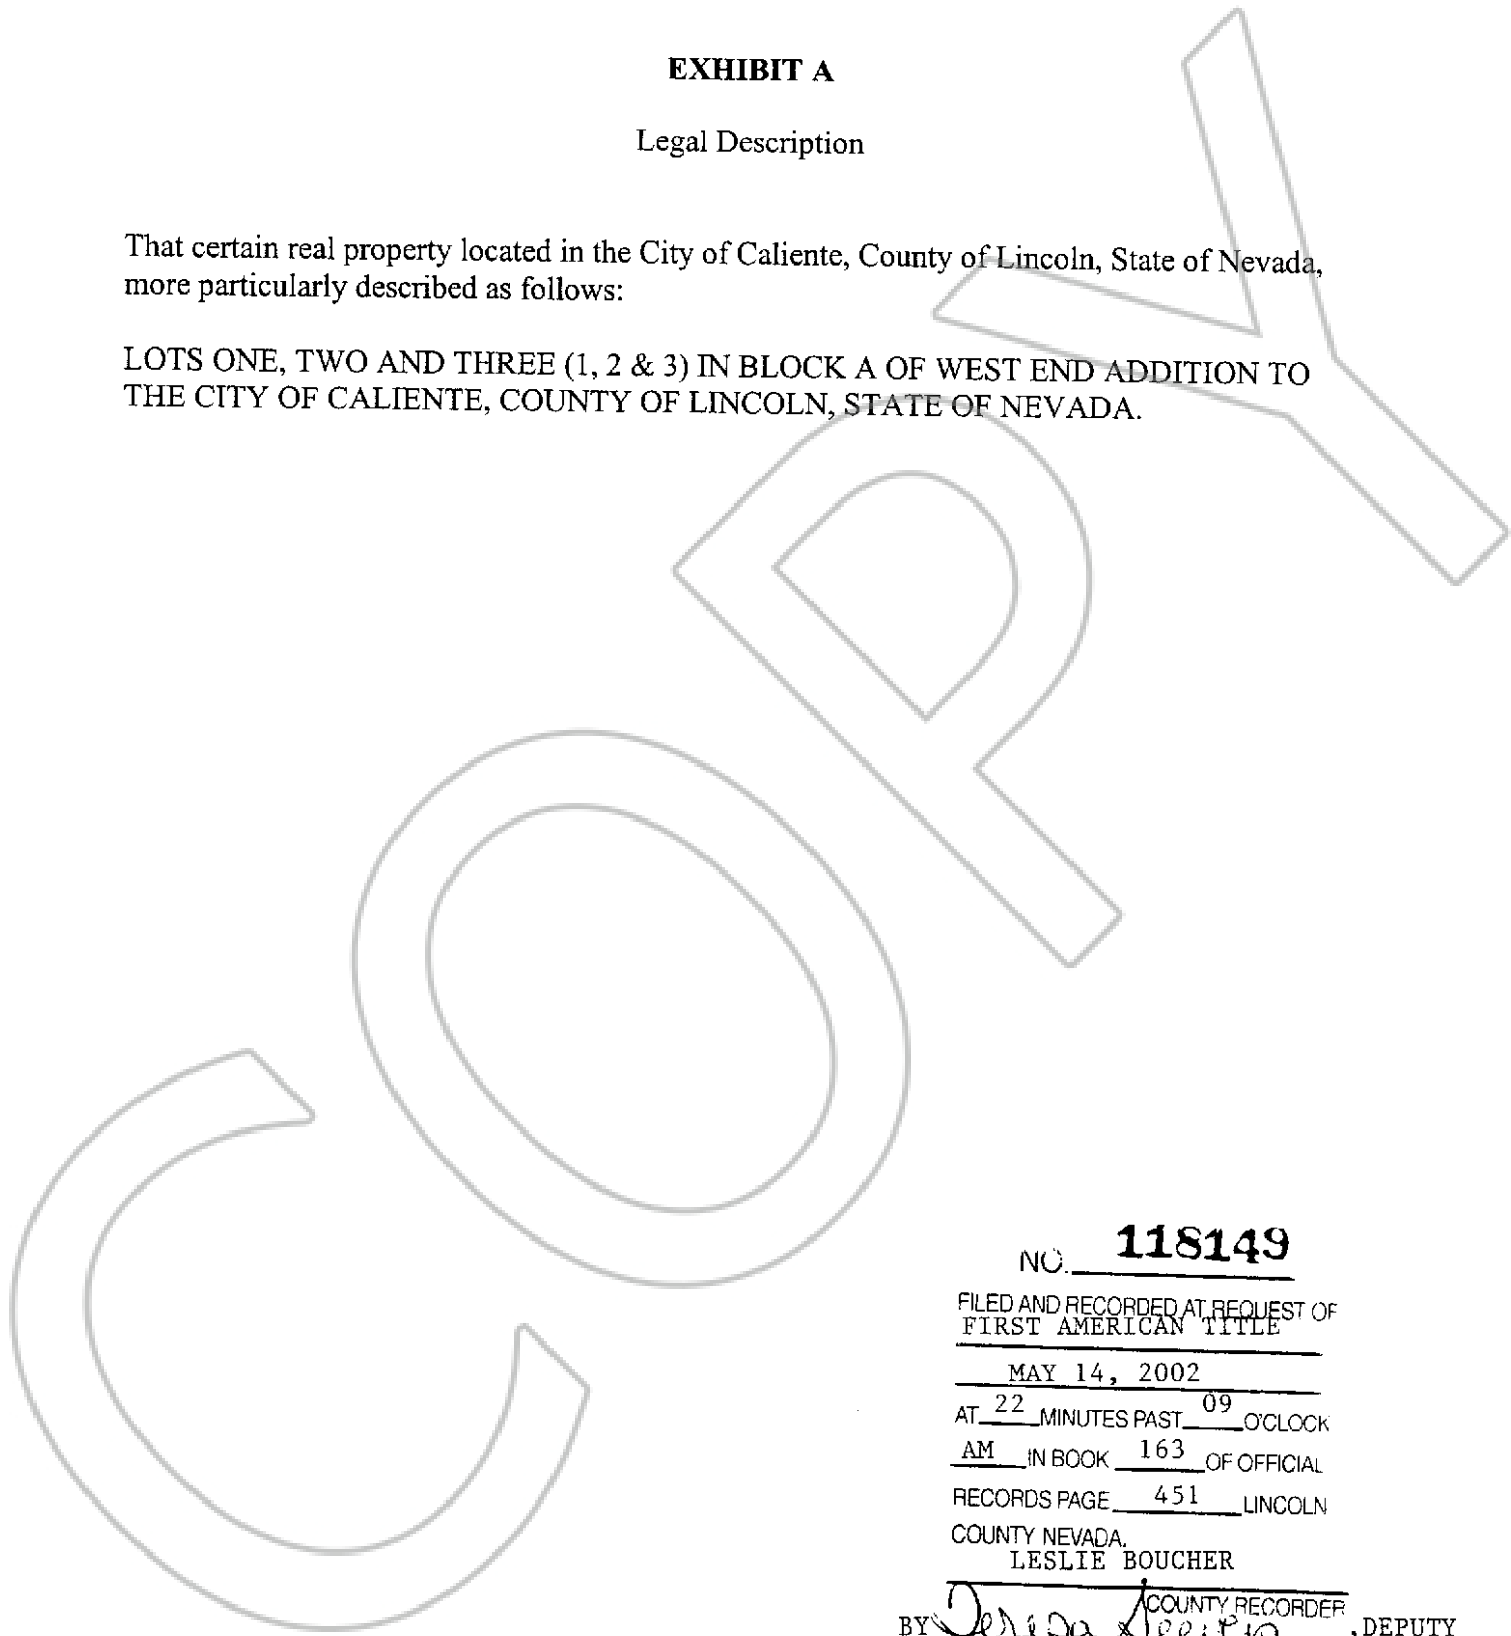 EXHIBIT A
Legal Description
That certain real property located in the City of Caliente, County of Lincoln, State of Nevada,
more particularly described as follows:
LOTS ONE, TWO AND THREE (1, 2 & 3) IN BLOCK A OF WEST END ADDITION TO
THE CITY OF CALIENTE, COUNTY OF LINCOLN, STATE OF NEVADA.
COPY
NO. 118149
FILED AND RECORDED AT REQUEST OF
FIRST AMERICAN TITLE
MAY 14, 2002
AT 22 MINUTES PAST 09 O'CLOCK
AM IN BOOK 163 OF OFFICIAL
RECORDS PAGE 451 LINCOLN
COUNTY NEVADA.
LESLIE BOUCHER
COUNTY RECORDER
BY , DEPUTY